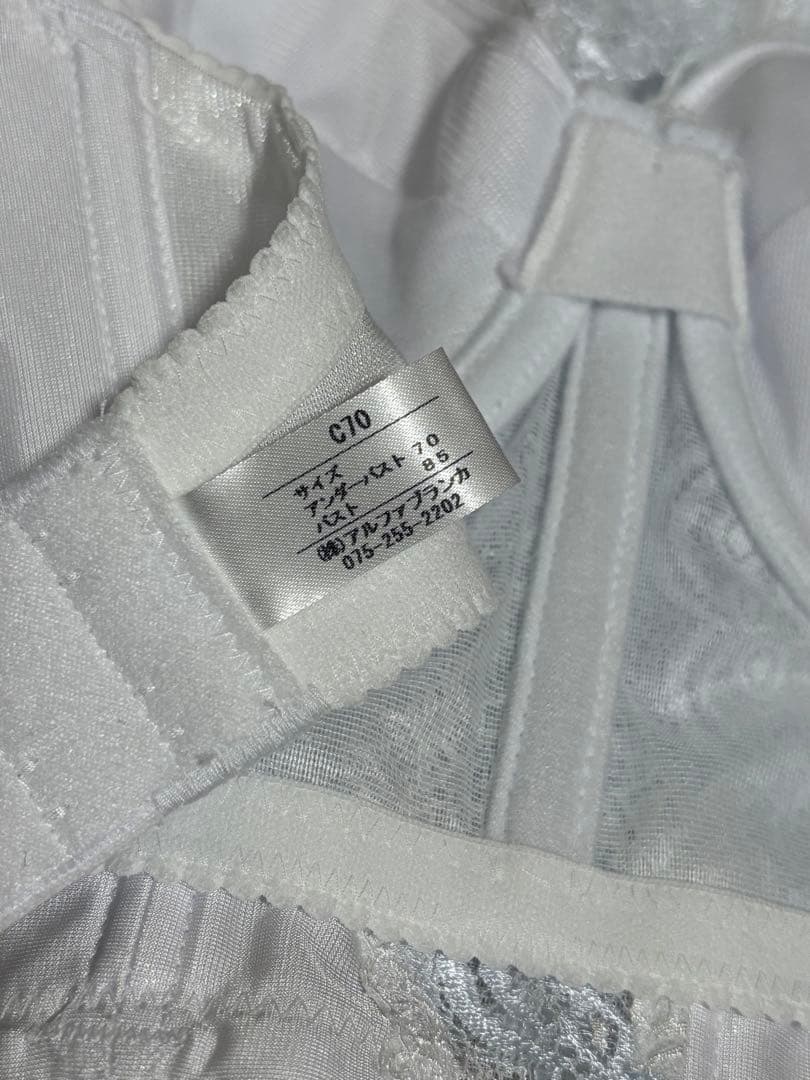 C70
サイズ
アンダーバスト 70
バスト 85
(株)アルファブランカ
075-255-2202